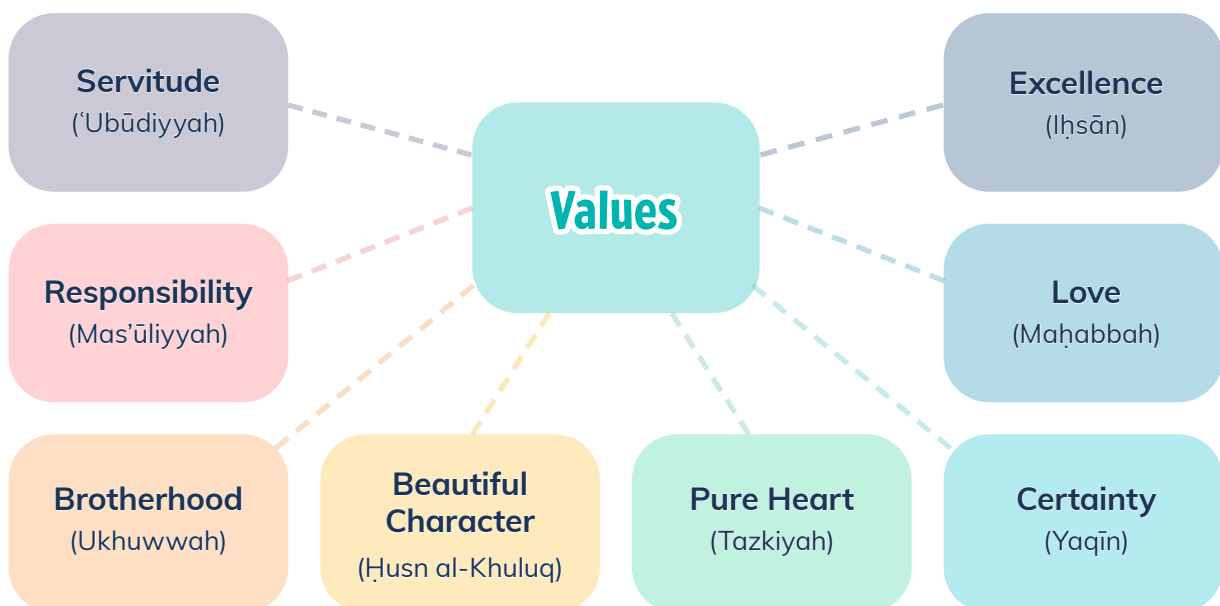 Servitude
(ʿUbūdiyyah)
Excellence
(Iḥsān)
Values
Responsibility
(Mas’ūliyyah)
Love
(Maḥabbah)
Brotherhood
(Ukhuwwah)
Beautiful
Character
(Ḥusn al-Khuluq)
Pure Heart
(Tazkiyah)
Certainty
(Yaqīn)